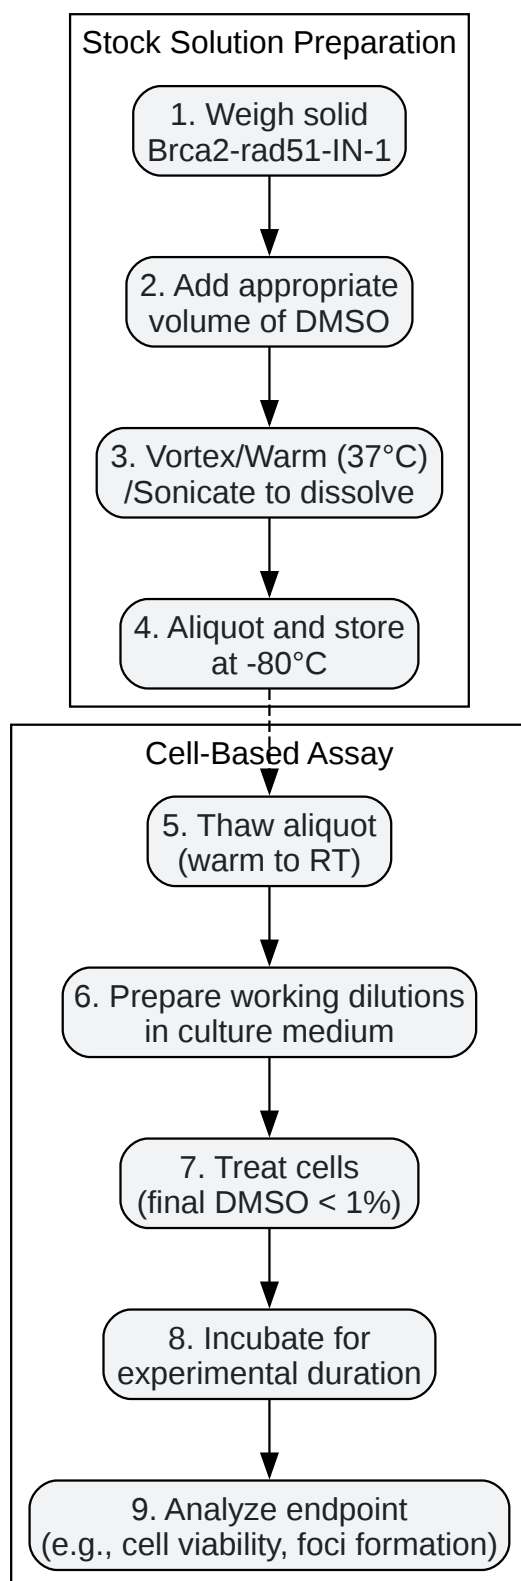 Stock Solution Preparation
1. Weigh solid
Brca2-rad51-IN-1
2. Add appropriate
volume of DMSO
3. Vortex/Warm (37°C)
/Sonicate to dissolve
4. Aliquot and store
at -80°C
Cell-Based Assay
5. Thaw aliquot
(warm to RT)
6. Prepare working dilutions
in culture medium
7. Treat cells
(final DMSO < 1%)
8. Incubate for
experimental duration
9. Analyze endpoint
(e.g., cell viability, foci formation)